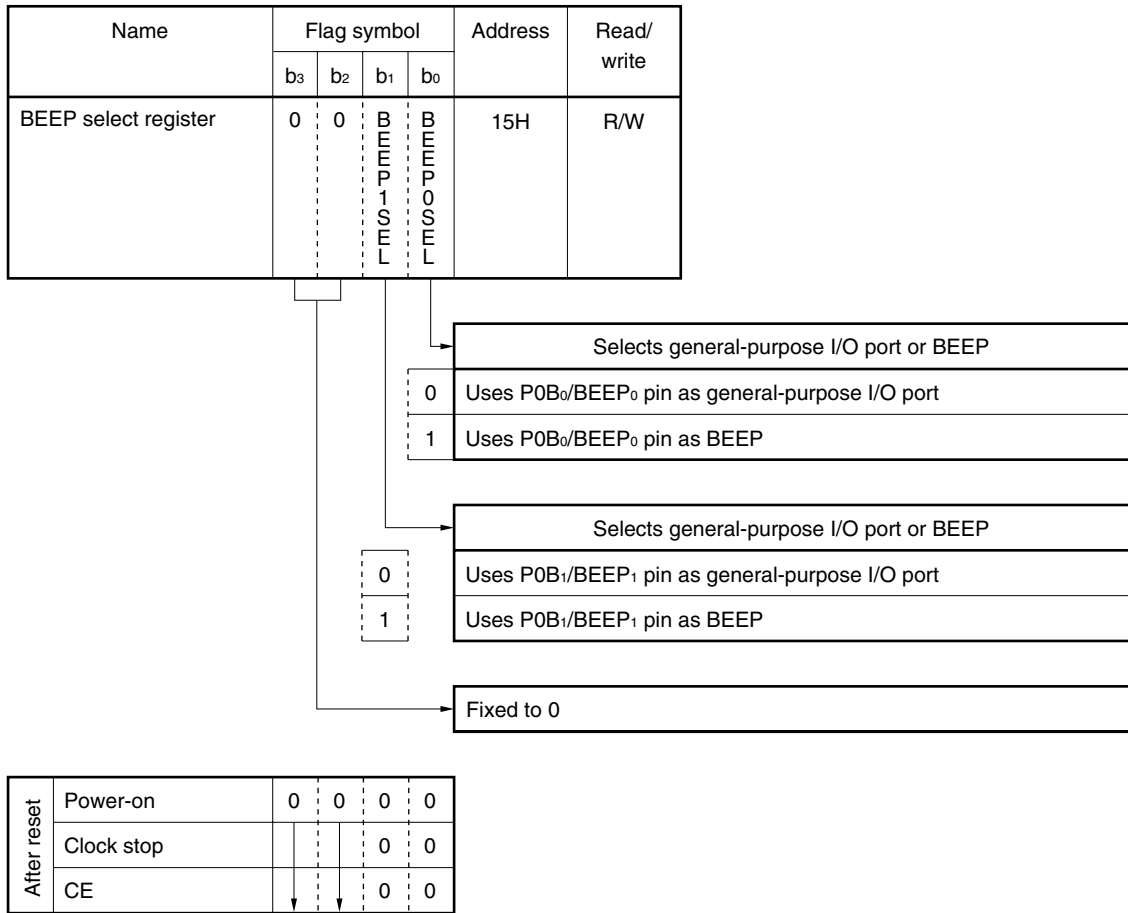 Name Flag symbol Address Read/write
b₃ b₂ b₁ b₀
BEEP select register 0 0 BEEP1SEL BEEP0SEL 15H R/W
Selects general-purpose I/O port or BEEP
0 Uses P0B₀/BEEP₀ pin as general-purpose I/O port
1 Uses P0B₀/BEEP₀ pin as BEEP
Selects general-purpose I/O port or BEEP
0 Uses P0B₁/BEEP₁ pin as general-purpose I/O port
1 Uses P0B₁/BEEP₁ pin as BEEP
Fixed to 0
After reset
Power-on 0 0 0 0
Clock stop 0 0
CE 0 0